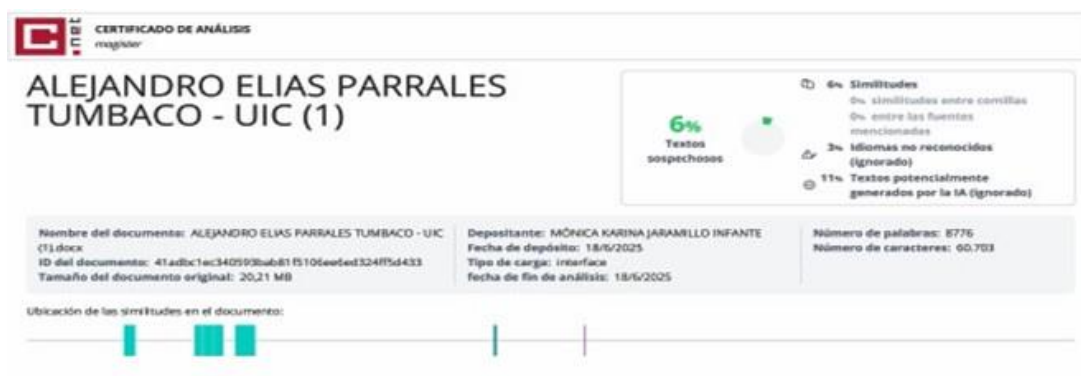 CERTIFICADO DE ANÁLISIS
magister
ALEJANDRO ELIAS PARRALES
TUMBACO - UIC (1)
6%
Textos
sospechosos
6% Similitudes
0% similitudes entre comillas
0% entre las fuentes
mencionadas
3% Idiomas no reconocidos
(ignorado)
11% Textos potencialmente
generados por la IA (ignorado)
Nombre del documento: ALEJANDRO ELIAS PARRALES TUMBACO - UIC
(1).docx
ID del documento:
Tamaño del documento original: 20,21 MB
Depositante: MÓNICA KARINA JARAMILLO INFANTE
Fecha de depósito: 18/6/2025
Tipo de carga: interface
fecha de fin de análisis: 18/6/2025
Número de palabras: 8776
Número de caracteres: 60.703
Ubicación de las similitudes en el documento: